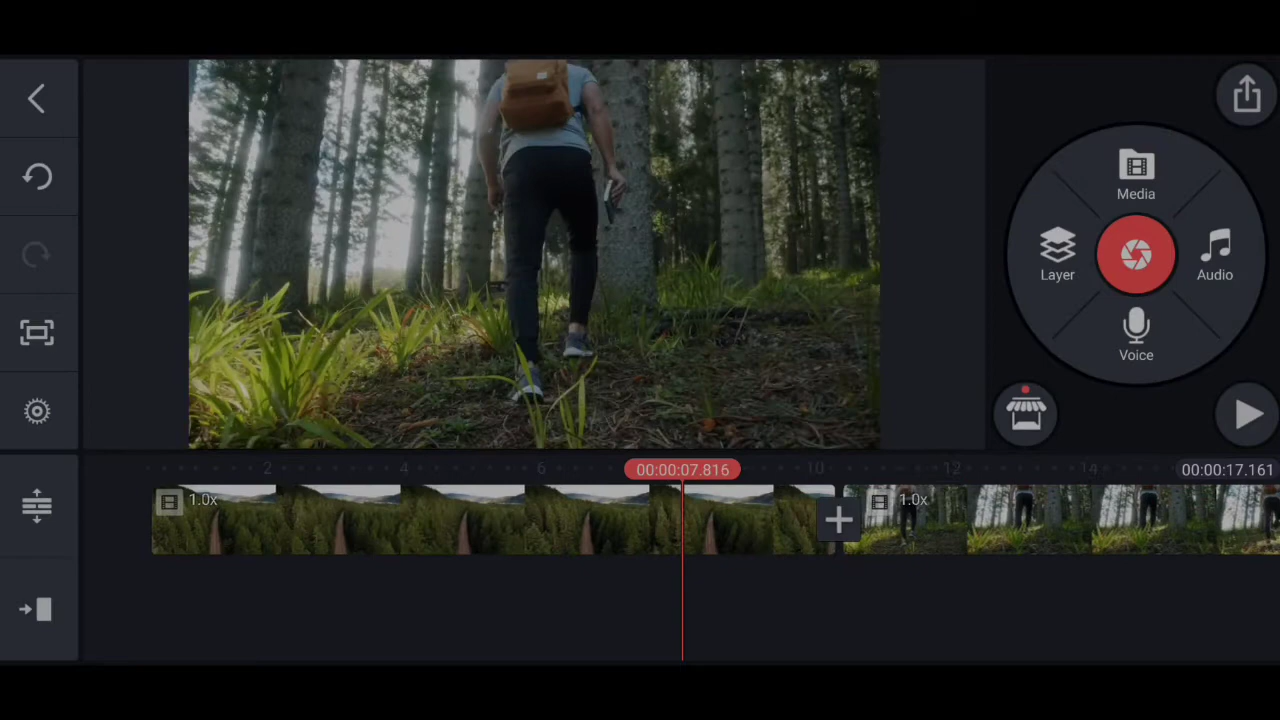 Media
Layer
Audio
Voice
2
4
6
00:00:07.816
10
12
14
00:00:17.161
1.0x
1.0x